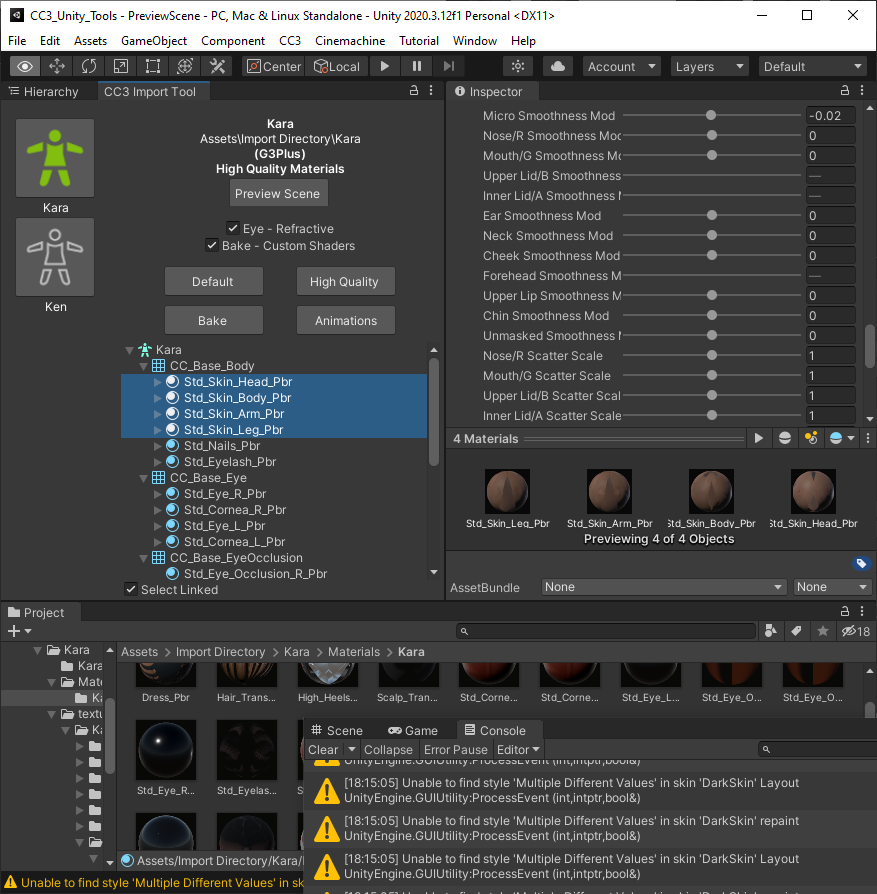 CC3_Unity_Tools - PreviewScene - PC, Mac & Linux Standalone - Unity 2020.3.12f1 Personal <DX11>
File Edit Assets GameObject Component CC3 Cinemachine Tutorial Window Help
Center Local Account Layers Default
Hierarchy CC3 Import Tool
Kara
Assets\Import Directory\Kara
(G3Plus)
High Quality Materials
Preview Scene
Kara
Ken
Eye - Refractive
Bake - Custom Shaders
Default High Quality
Bake Animations
Kara
CC_Base_Body
Std_Skin_Head_Pbr
Std_Skin_Body_Pbr
Std_Skin_Arm_Pbr
Std_Skin_Leg_Pbr
Std_Nails_Pbr
Std_Eyelash_Pbr
CC_Base_Eye
Std_Eye_R_Pbr
Std_Cornea_R_Pbr
Std_Eye_L_Pbr
Std_Cornea_L_Pbr
CC_Base_EyeOcclusion
Std_Eye_Occlusion_R_Pbr
Select Linked
Inspector
Micro Smoothness Mod -0.02
Nose/R Smoothness Mod 0
Mouth/G Smoothness Mo 0
Upper Lid/B Smoothness —
Inner Lid/A Smoothness M —
Ear Smoothness Mod 0
Neck Smoothness Mod 0
Cheek Smoothness Mod 0
Forehead Smoothness M —
Upper Lip Smoothness M 0
Chin Smoothness Mod 0
Unmasked Smoothness M 0
Nose/R Scatter Scale 1
Mouth/G Scatter Scale 1
Upper Lid/B Scatter Scal 1
Inner Lid/A Scatter Scale 1
4 Materials
Std_Skin_Leg_Pbr Std_Skin_Arm_Pbr Std_Skin_Body_Pbr Std_Skin_Head_Pbr
Previewing 4 of 4 Objects
AssetBundle None None
Project
18
Kara
Kara
Mate
Ka
textu
Ka
Assets > Import Directory > Kara > Materials > Kara
Dress_Pbr Hair_Trans... High_Heels... Scalp_Tran... Std_Corne... Std_Corne... Std_Eye_L... Std_Eye_O... Std_Eye_O...
Std_Eye_R... Std_Eyelas... S
Assets/Import Directory/Kara/
Scene Game Console
Clear Collapse Error Pause Editor
UnityEngine.GUIUtility:ProcessEvent (int,intptr,bool&)
[18:15:05] Unable to find style 'Multiple Different Values' in skin 'DarkSkin' Layout
UnityEngine.GUIUtility:ProcessEvent (int,intptr,bool&)
[18:15:05] Unable to find style 'Multiple Different Values' in skin 'DarkSkin' repaint
UnityEngine.GUIUtility:ProcessEvent (int,intptr,bool&)
[18:15:05] Unable to find style 'Multiple Different Values' in skin 'DarkSkin' Layout
UnityEngine.GUIUtility:ProcessEvent (int,intptr,bool&)
Unable to find style 'Multiple Different Values' in sk